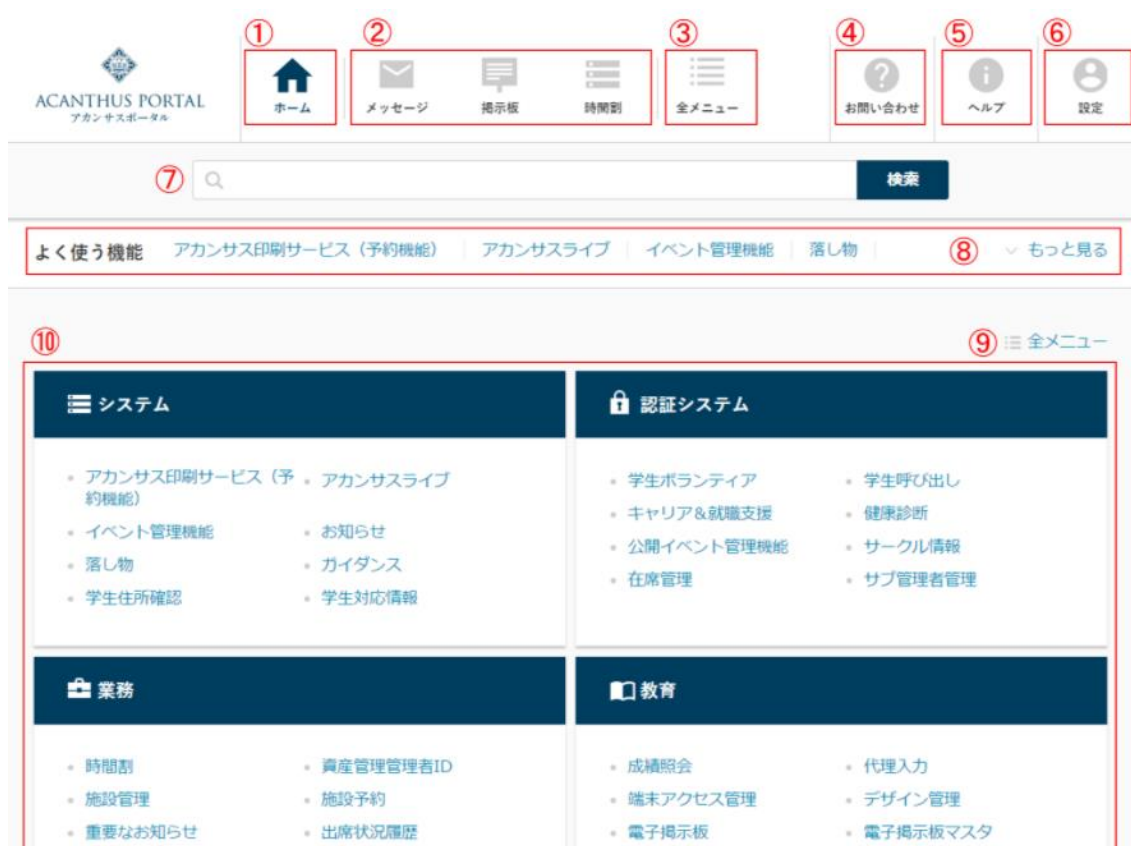 ① ② ③ ④ ⑤ ⑥
ACANTHUS PORTAL
アカンサスポータル
ホーム メッセージ 掲示板 時間割 全メニュー お問い合わせ ヘルプ 設定
⑦ 検索
よく使う機能 アカンサス印刷サービス（予約機能） アカンサスライブ イベント管理機能 落し物 ⑧ もっと見る
⑩ ⑨ 全メニュー
システム
アカンサス印刷サービス（予
約機能）
アカンサスライブ
イベント管理機能
お知らせ
落し物
ガイダンス
学生住所確認
学生対応情報
認証システム
学生ボランティア
学生呼び出し
キャリア&就職支援
健康診断
公開イベント管理機能
サークル情報
在席管理
サブ管理者管理
業務
時間割
資産管理管理者ID
施設管理
施設予約
重要なお知らせ
出席状況履歴
教育
成績照会
代理入力
端末アクセス管理
デザイン管理
電子掲示板
電子掲示板マスタ